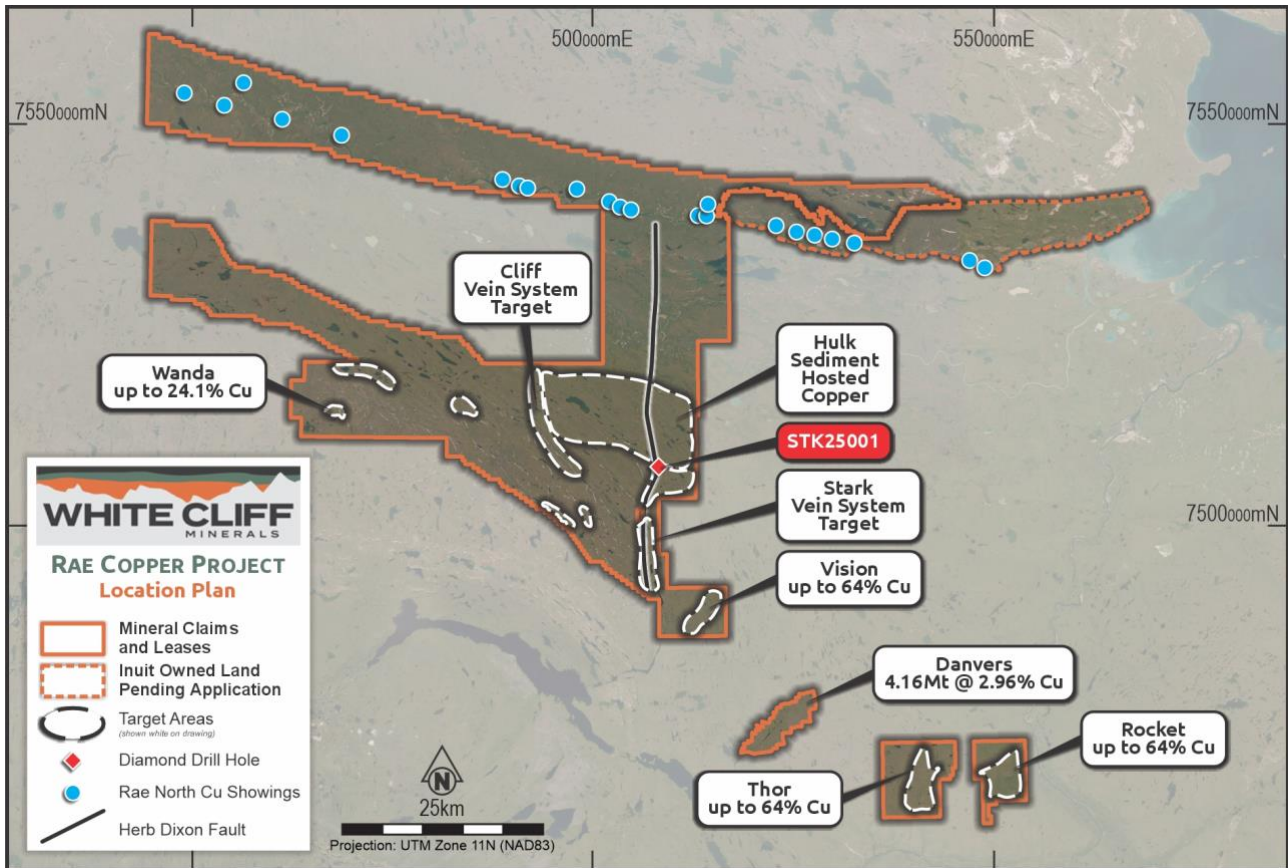 500000mE
550000mE
7550000mN
7550000mN
Cliff
Vein System
Target
Wanda
up to 24.1% Cu
Hulk
Sediment
Hosted
Copper
STK25001
Stark
Vein System
Target
7500000mN
Vision
up to 64% Cu
Danvers
4.16Mt @ 2.96% Cu
Rocket
up to 64% Cu
Thor
up to 64% Cu
WHITE CLIFF
MINERALS
RAE COPPER PROJECT
Location Plan
Mineral Claims
and Leases
Inuit Owned Land
Pending Application
Target Areas
(shown white on drawing)
Diamond Drill Hole
Rae North Cu Showings
Herb Dixon Fault
N
25km
Projection: UTM Zone 11N (NAD83)